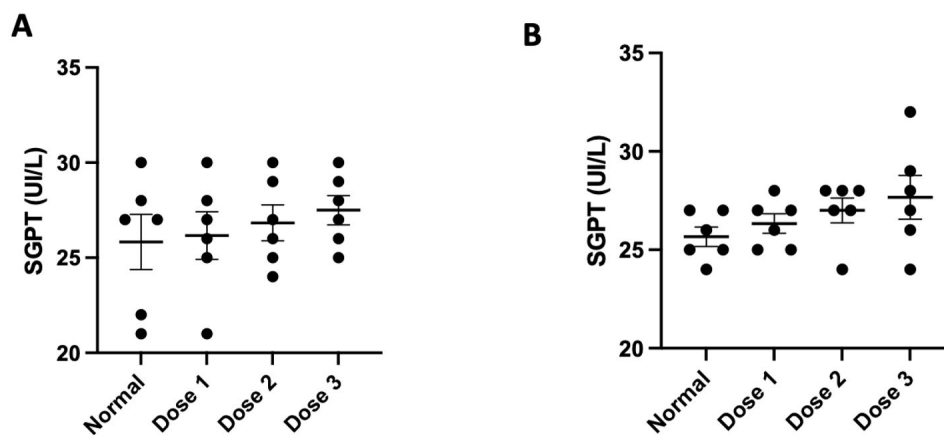 A
SGPT (UI/L)
35
30
25
20
Normal
Dose 1
Dose 2
Dose 3
B
SGPT (UI/L)
35
30
25
20
Normal
Dose 1
Dose 2
Dose 3